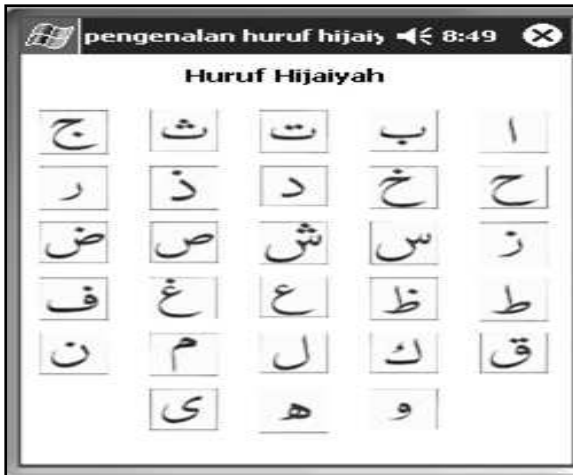 pengenalan huruf hijaiy 8:49
Huruf Hijaiyah
ا ب ت ث ج
ح خ د ذ ر
ز س ش ص ض
ط ظ ع غ ف
ق ك ل م ن
و ه ى